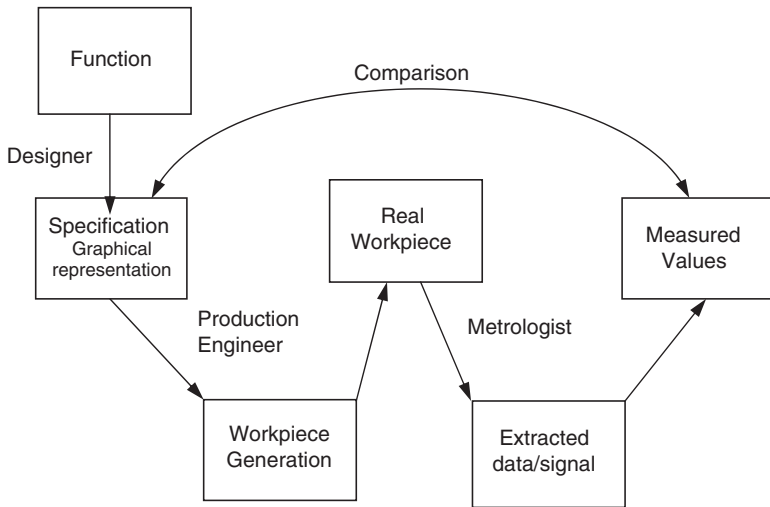 Function
Comparison
Designer
Specification
Graphical
representation
Real
Workpiece
Measured
Values
Production
Engineer
Metrologist
Workpiece
Generation
Extracted
data/signal